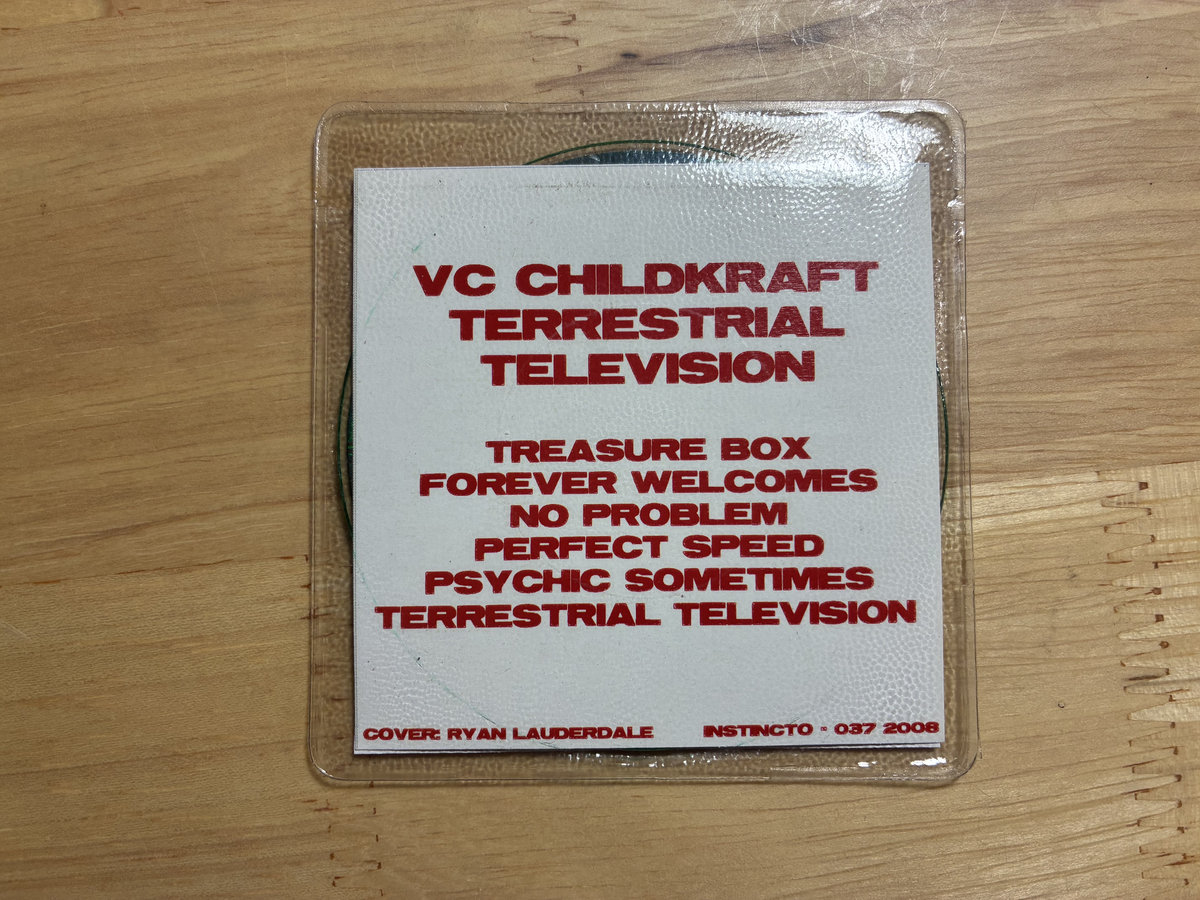 VC CHILDKRAFT
TERRESTRIAL
TELEVISION
TREASURE BOX
FOREVER WELCOMES
NO PROBLEM
PERFECT SPEED
PSYCHIC SOMETIMES
TERRESTRIAL TELEVISION
COVER: RYAN LAUDERDALE
INSTINCTO - 037 2008